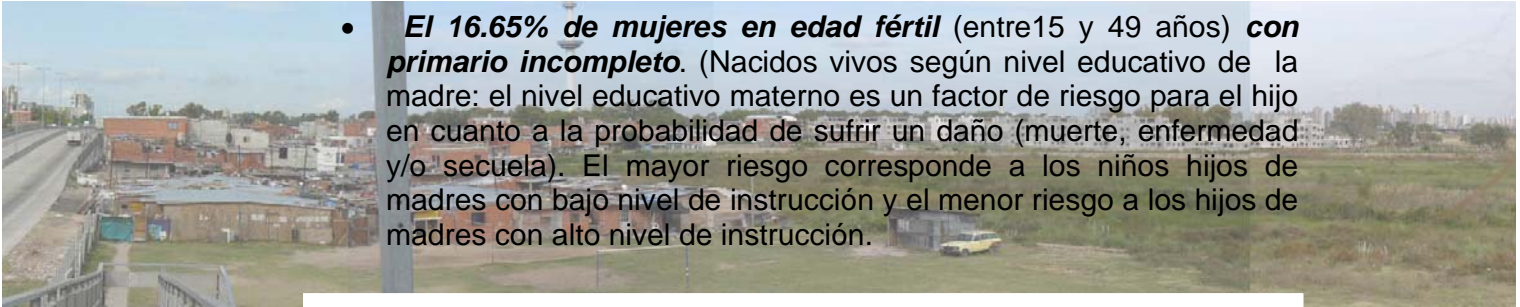 • El 16.65% de mujeres en edad fértil (entre15 y 49 años) con
primario incompleto. (Nacidos vivos según nivel educativo de la
madre: el nivel educativo materno es un factor de riesgo para el hijo
en cuanto a la probabilidad de sufrir un daño (muerte, enfermedad
y/o secuela). El mayor riesgo corresponde a los niños hijos de
madres con bajo nivel de instrucción y el menor riesgo a los hijos de
madres con alto nivel de instrucción.